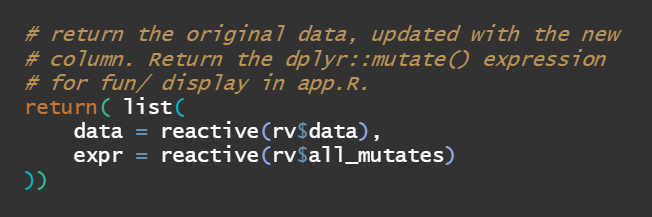 # return the original data, updated with the new
# column. Return the dplyr::mutate() expression
# for fun/ display in app.R.
return( list(
    data = reactive(rv$data),
    expr = reactive(rv$all_mutates)
))